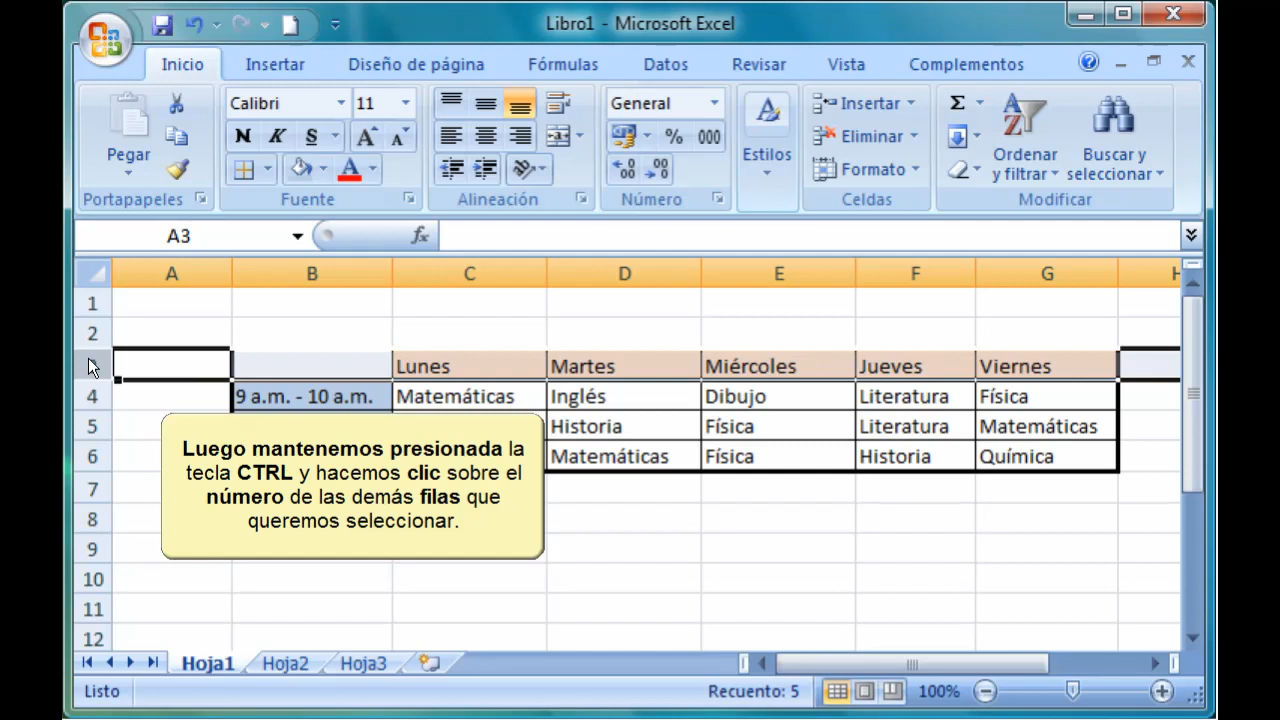 Libro1 - Microsoft Excel
Inicio Insertar Diseño de página Fórmulas Datos Revisar Vista Complementos
Calibri 11 General Insertar Σ
N K S A A % 000 Eliminar
Pegar Estilos Formato Ordenar y filtrar Buscar y seleccionar
Portapapeles Fuente Alineación Número Celdas Modificar
A3 fx
A B C D E F G H
1
2
Lunes Martes Miércoles Jueves Viernes
4 9 a.m. - 10 a.m. Matemáticas Inglés Dibujo Literatura Física
5 Historia Física Literatura Matemáticas
6 Matemáticas Física Historia Química
Luego mantenemos presionada la
tecla CTRL y hacemos clic sobre el
número de las demás filas que
queremos seleccionar.
7
8
9
10
11
12
Hoja1 Hoja2 Hoja3
Listo Recuento: 5 100%